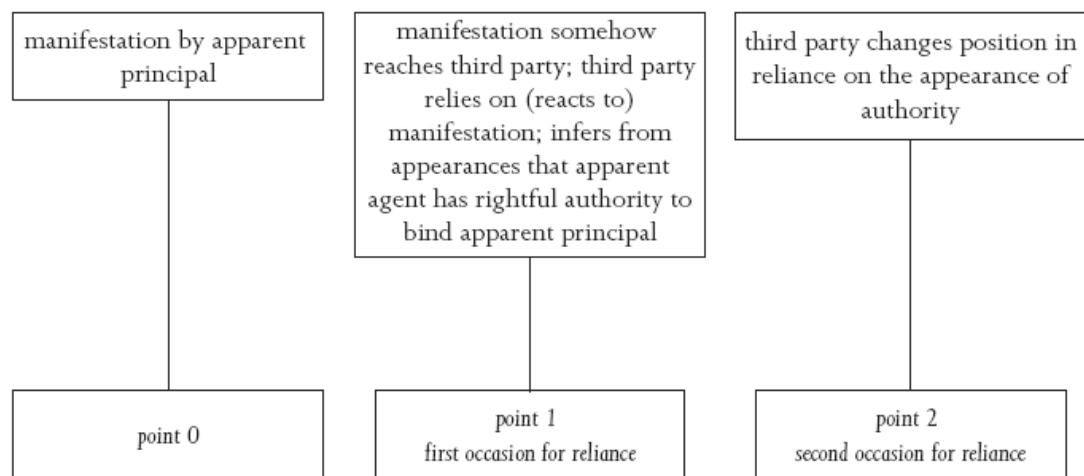 manifestation by apparent
principal
manifestation somehow
reaches third party; third party
relies on (reacts to)
manifestation; infers from
appearances that apparent
agent has rightful authority to
bind apparent principal
third party changes position in
reliance on the appearance of
authority
point 0
point 1
first occasion for reliance
point 2
second occasion for reliance